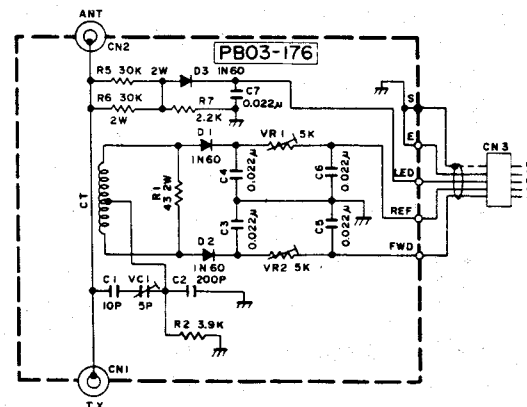 ANT
CN2
PB03-176
R5 30K 2W
D3 1N60
R6 30K
2W
R7
2.2K
C7
0.022μ
S
E
CN3
LED
REF
FWD
D1
1N60
VR1 5K
CT
R1
43.2W
C4
0.022μ
C6
0.022μ
C3
0.022μ
C5
0.022μ
D2
1N60
VR2 5K
C1
10P
VC1
5P
C2
200P
R2 3.9K
CN1
TX